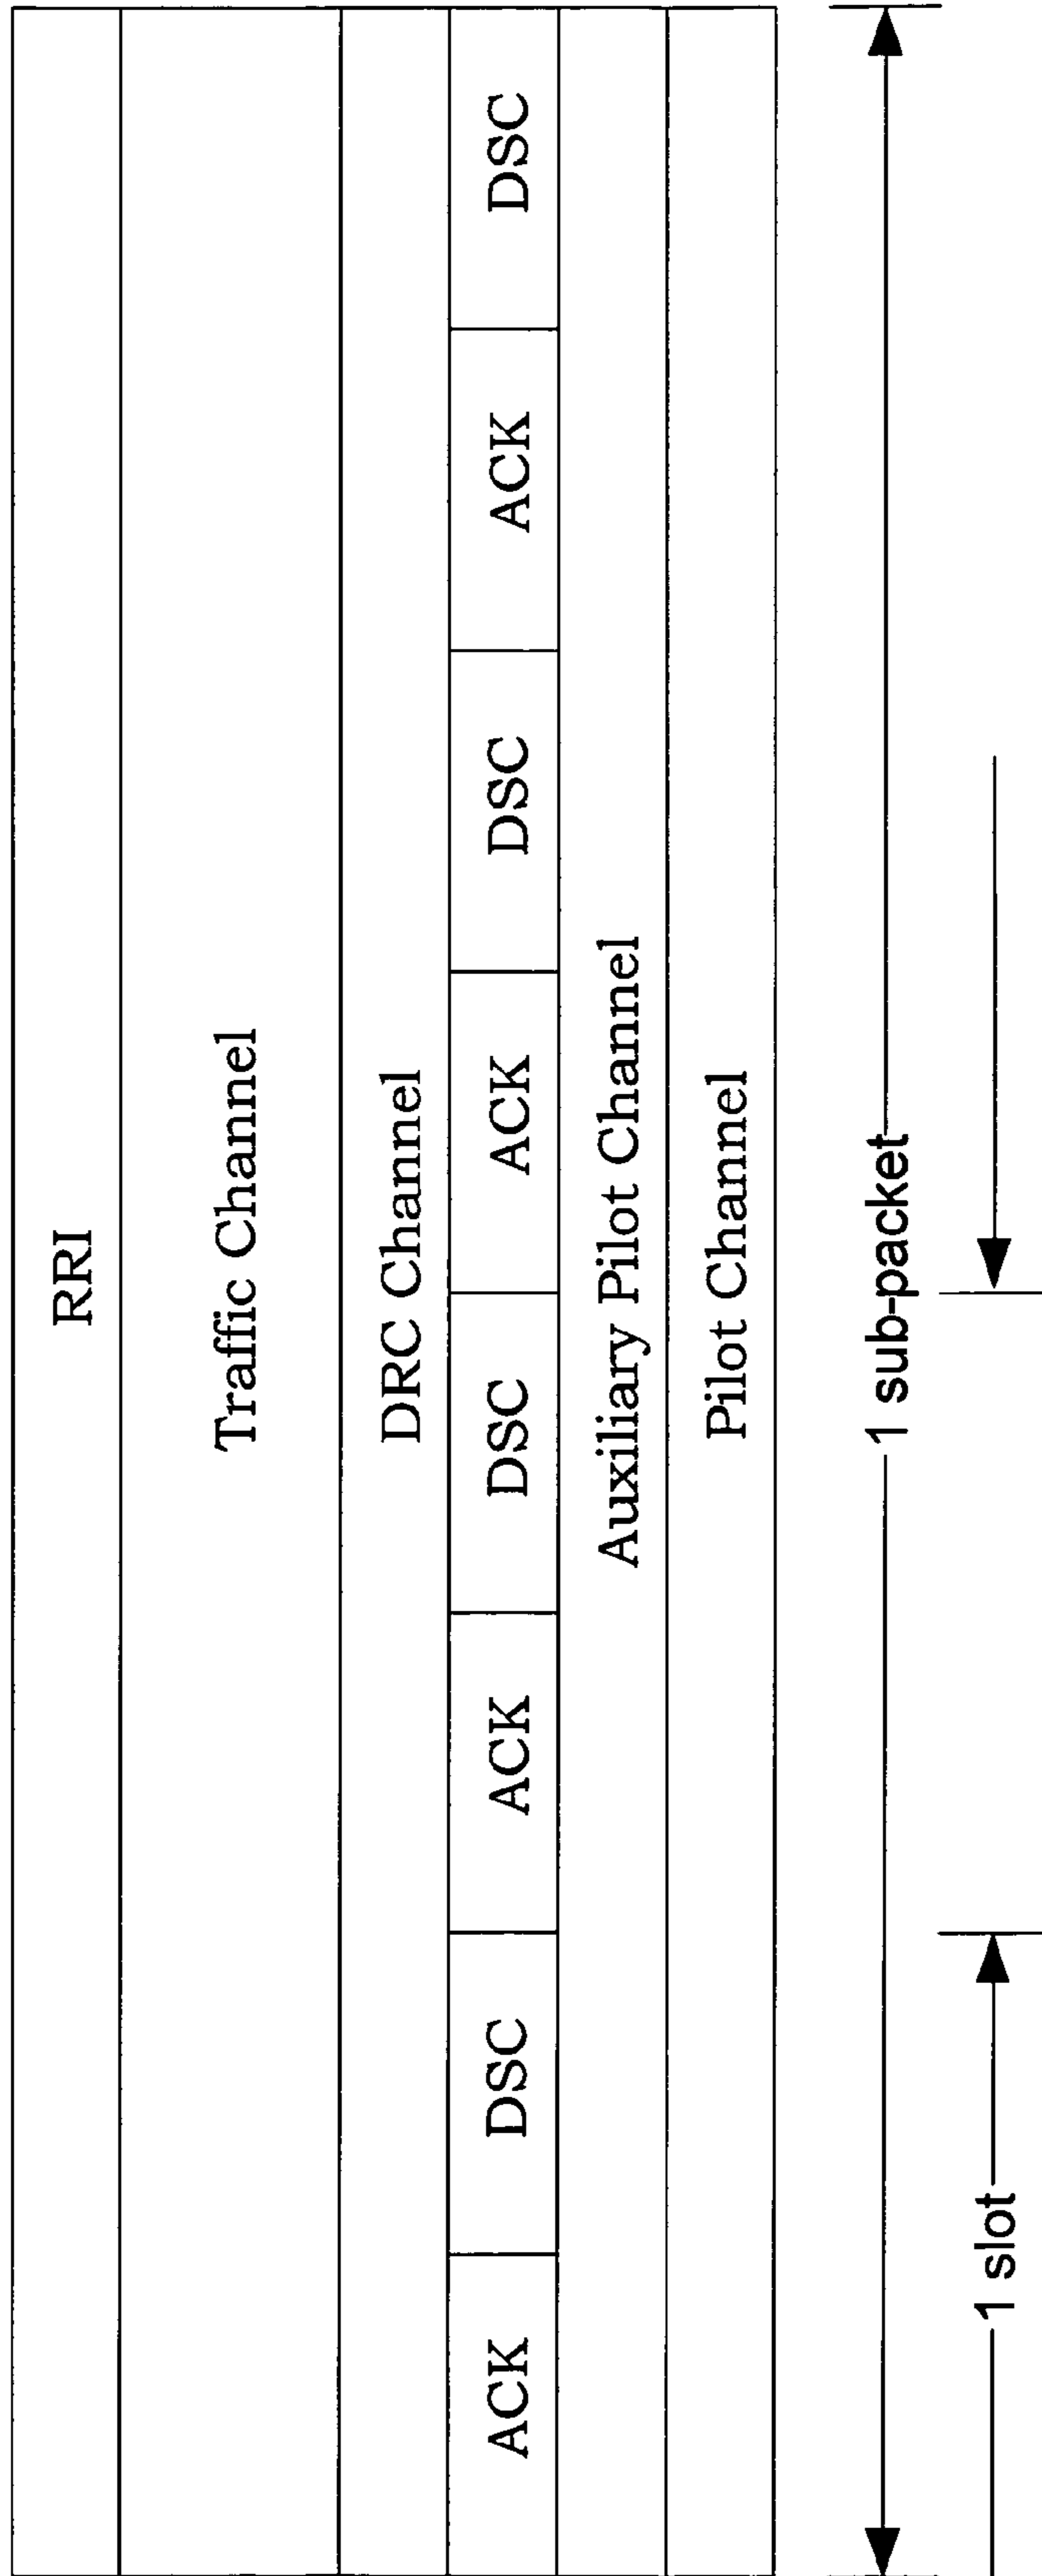 RRI
Traffic Channel
DRC Channel
ACK DSC ACK DSC ACK DSC ACK DSC
Auxiliary Pilot Channel
Pilot Channel
1 sub-packet
1 slot